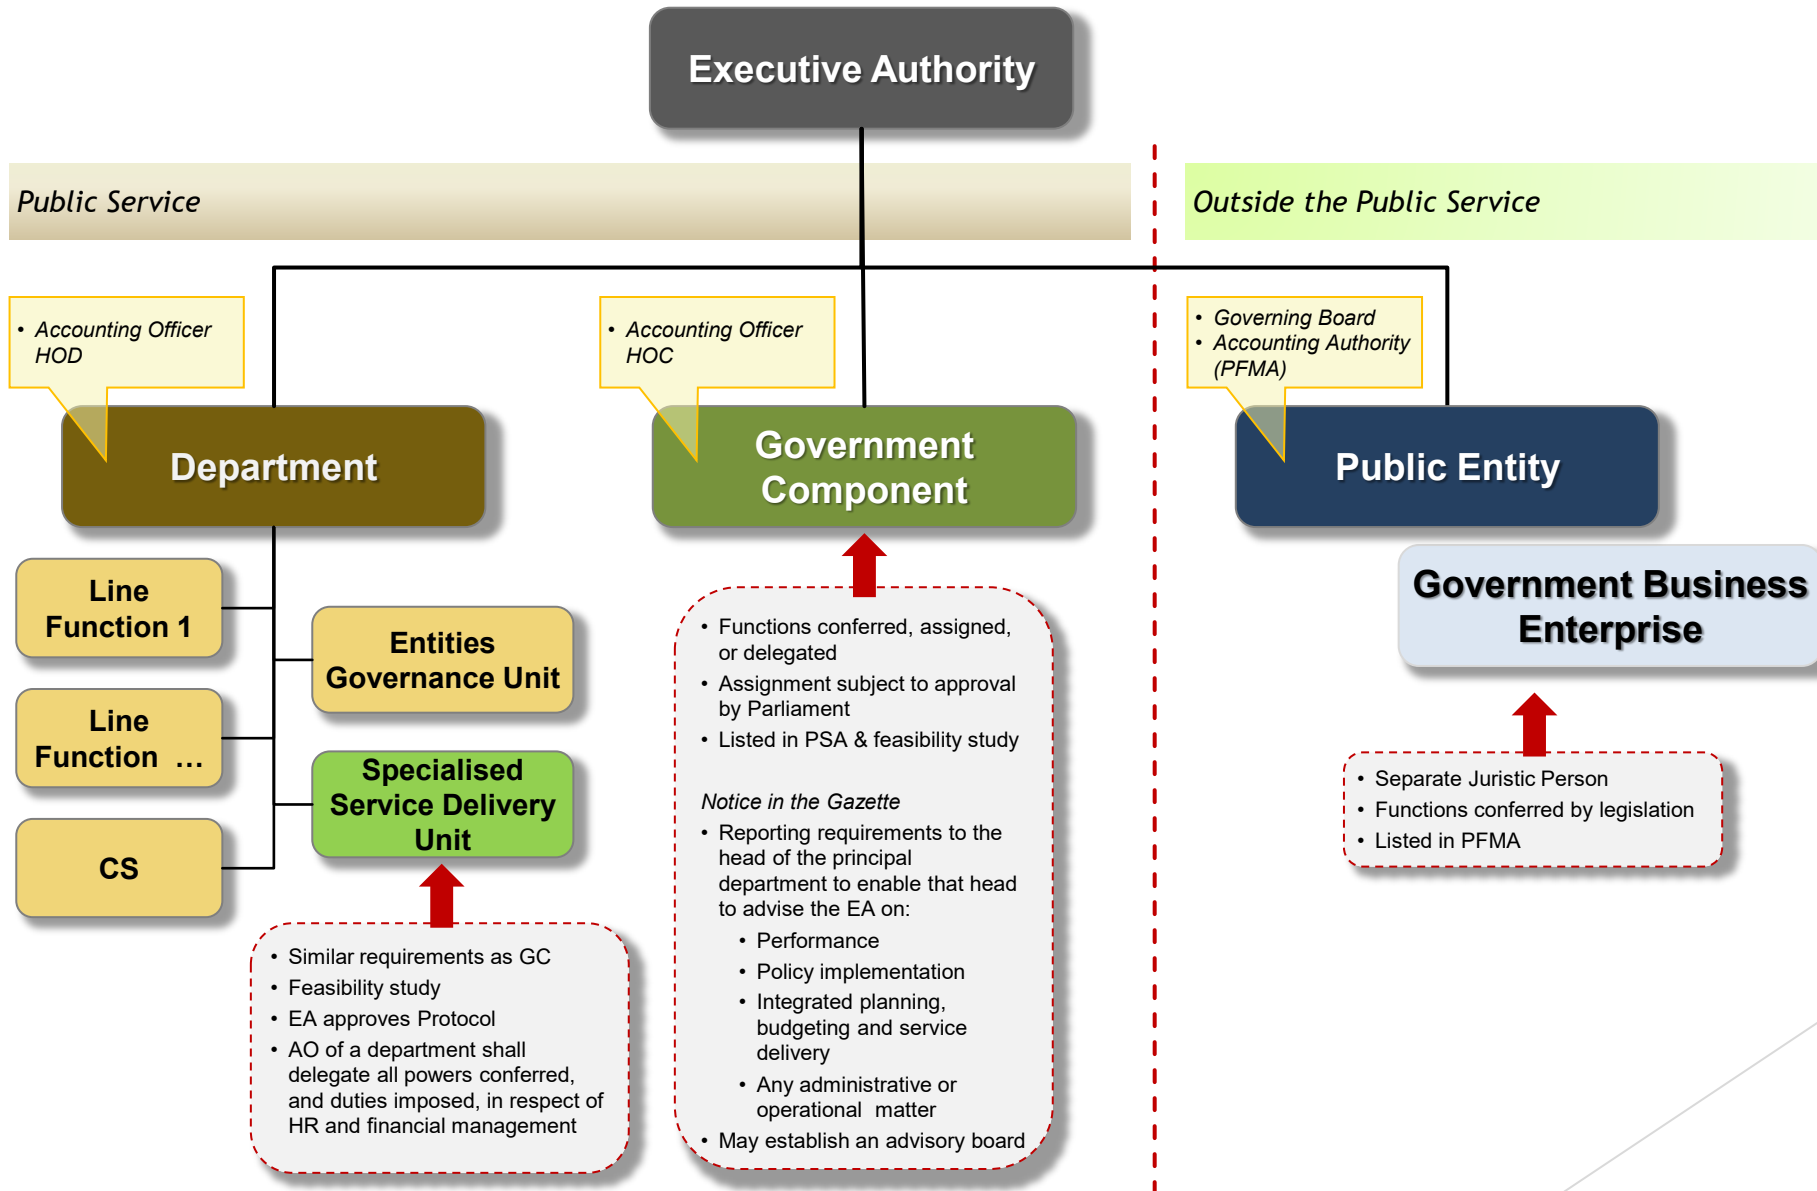 Executive Authority
Public Service
Outside the Public Service
• Accounting Officer
HOD
• Accounting Officer
HOC
• Governing Board
• Accounting Authority
(PFMA)
Department
Government
Component
Public Entity
Line
Function 1
Entities
Governance Unit
Line
Function ...
Specialised
Service Delivery
Unit
CS
• Similar requirements as GC
• Feasibility study
• EA approves Protocol
• AO of a department shall
delegate all powers conferred,
and duties imposed, in respect of
HR and financial management
• Functions conferred, assigned,
or delegated
• Assignment subject to approval
by Parliament
• Listed in PSA & feasibility study
Notice in the Gazette
• Reporting requirements to the
head of the principal
department to enable that head
to advise the EA on:
• Performance
• Policy implementation
• Integrated planning,
budgeting and service
delivery
• Any administrative or
operational matter
• May establish an advisory board
Government Business
Enterprise
• Separate Juristic Person
• Functions conferred by legislation
• Listed in PFMA